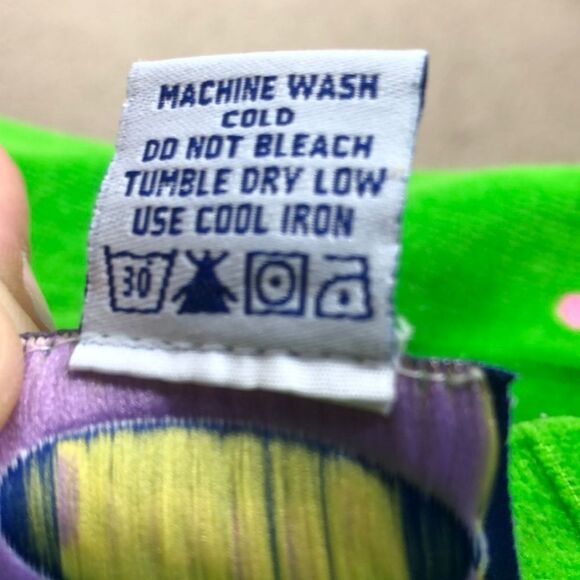 MACHINE WASH
COLD
DO NOT BLEACH
TUMBLE DRY LOW
USE COOL IRON
30